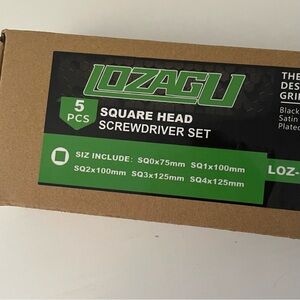 LOZAGU
5 PCS
SQUARE HEAD
SCREWDRIVER SET
SIZ INCLUDE: SQ0x75mm SQ1x100mm
SQ2x100mm SQ3x125mm SQ4x125mm
THE
DES
GRI
Black
Satin
Plated
LOZ-